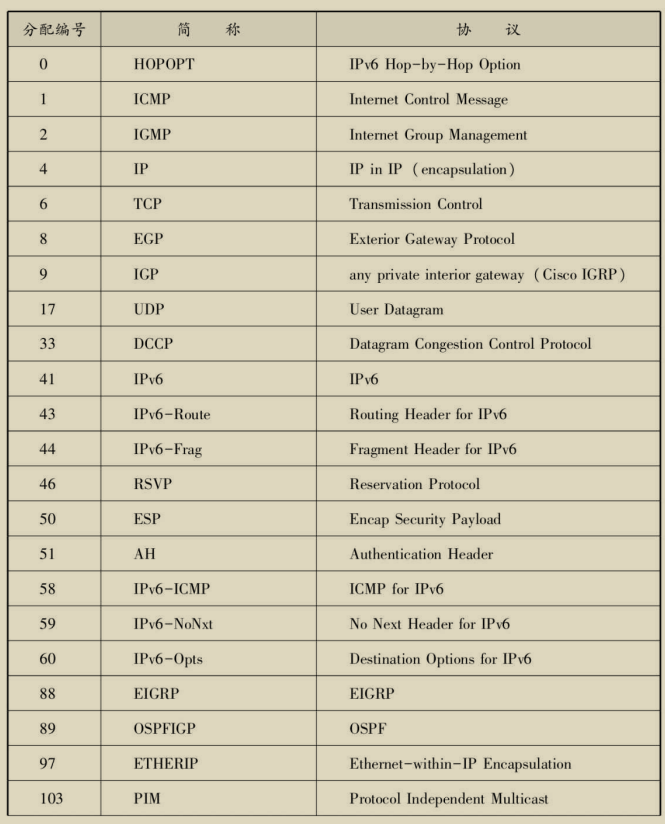 分配编号 简 称 协 议
0 HOPOPT IPv6 Hop-by-Hop Option
1 ICMP Internet Control Message
2 IGMP Internet Group Management
4 IP IP in IP ( encapsulation )
6 TCP Transmission Control
8 EGP Exterior Gateway Protocol
9 IGP any private interior gateway ( Cisco IGRP )
17 UDP User Datagram
33 DCCP Datagram Congestion Control Protocol
41 IPv6 IPv6
43 IPv6-Route Routing Header for IPv6
44 IPv6-Frag Fragment Header for IPv6
46 RSVP Reservation Protocol
50 ESP Encap Security Payload
51 AH Authentication Header
58 IPv6-ICMP ICMP for IPv6
59 IPv6-NoNxt No Next Header for IPv6
60 IPv6-Opts Destination Options for IPv6
88 EIGRP EIGRP
89 OSPFIGP OSPF
97 ETHERIP Ethernet-within-IP Encapsulation
103 PIM Protocol Independent Multicast